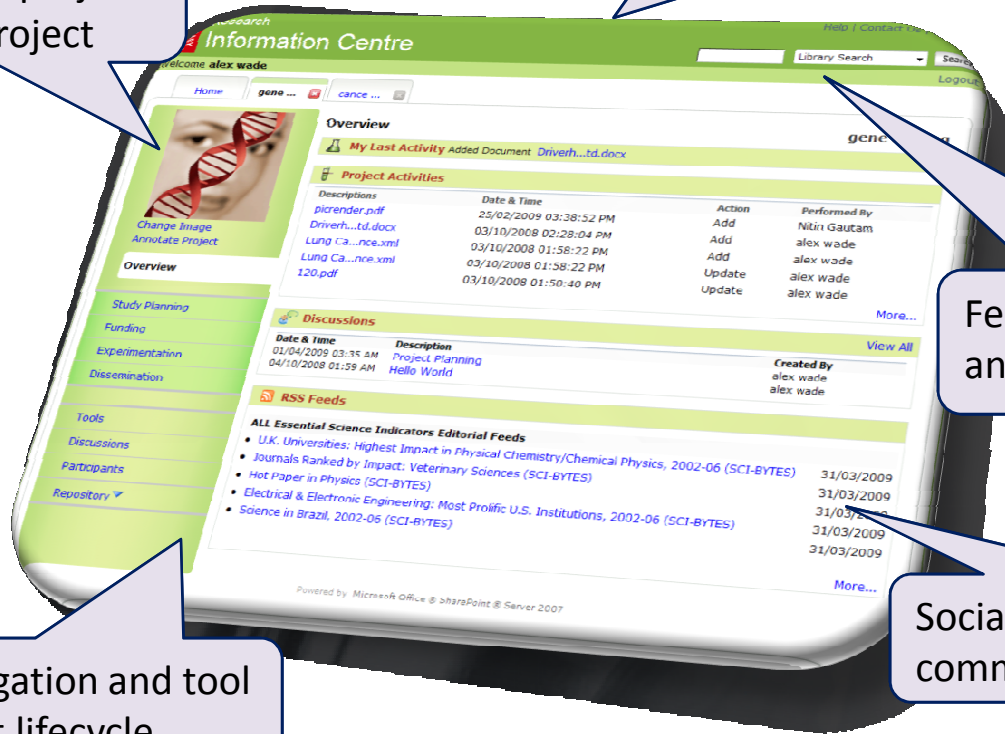 roject
Research
Information Centre
Help | Contact Us
Library Search
Search
welcome alex wade
Logout
Home gene ... cance ...
Overview
gene
My Last Activity Added Document Driverh...td.docx
Project Activities
Descriptions Date & Time Action Performed By
picrender.pdf 25/02/2009 03:38:52 PM Add Nitin Gautam
Driverh...td.docx 03/10/2008 02:28:04 PM Add alex wade
Lung Ca...nce.xml 03/10/2008 01:58:22 PM Add alex wade
Lung Ca...nce.xml 03/10/2008 01:58:22 PM Update alex wade
120.pdf 03/10/2008 01:50:40 PM Update alex wade
More...
Change Image
Annotate Project
Overview
Study Planning
Funding
Experimentation
Dissemination
Tools
Discussions
Participants
Repository
Discussions
View All
Date & Time Description Created By
01/04/2009 03:35 AM Project Planning alex wade
04/10/2008 01:59 AM Hello World alex wade
RSS Feeds
ALL Essential Science Indicators Editorial Feeds
U.K. Universities: Highest Impact in Physical Chemistry/Chemical Physics, 2002-06 (SCI-BYTES) 31/03/2009
Journals Ranked by Impact: Veterinary Sciences (SCI-BYTES) 31/03/2009
Hot Paper in Physics (SCI-BYTES) 31/03/2009
Electrical & Electronic Engineering: Most Prolific U.S. Institutions, 2002-06 (SCI-BYTES) 31/03/2009
Science in Brazil, 2002-06 (SCI-BYTES) 31/03/2009
More...
Powered by Microsoft Office ® SharePoint ® Server 2007
Fe
an
Socia
comm
gation and tool
t lifecycle